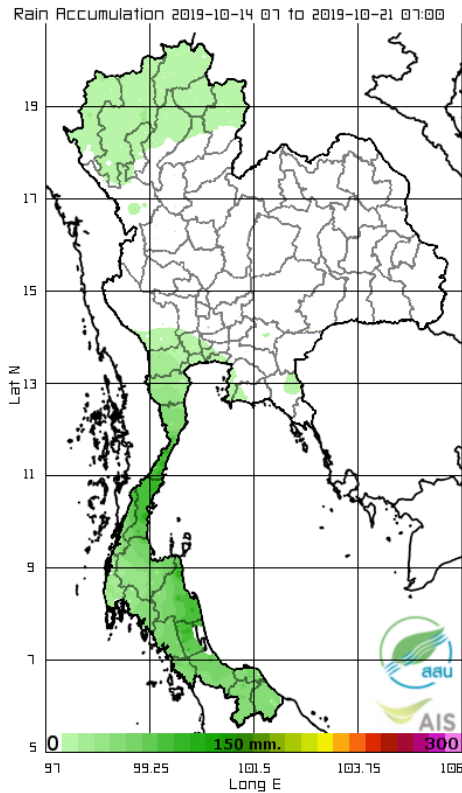 Rain Accumulation 2019-10-14 07 to 2019-10-21 07:00
19
17
15
Lat N
13
11
9
7
5
สสน
AIS
0 150 mm. 300
97 99.25 101.5 103.75 106
Long E